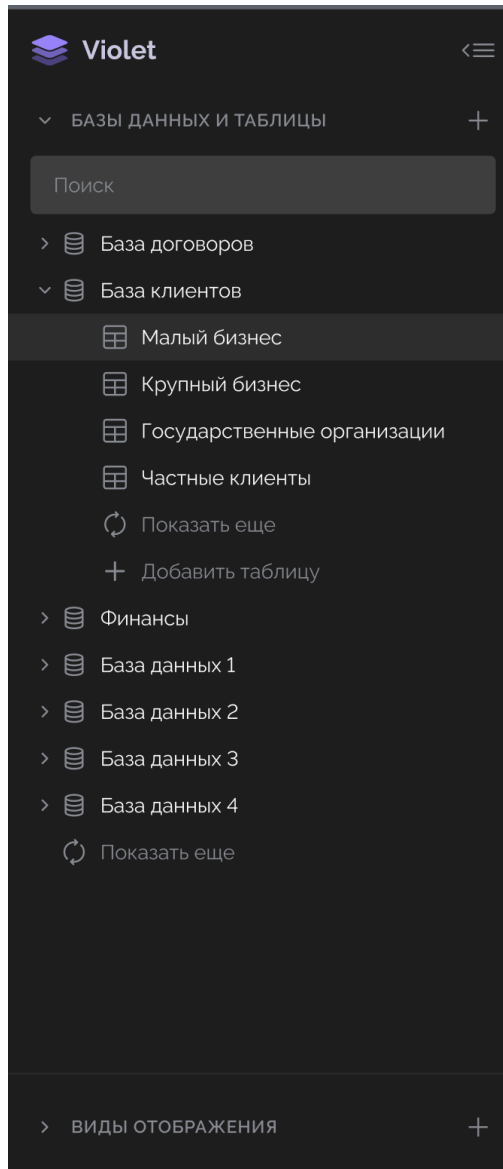 Violet
БАЗЫ ДАННЫХ И ТАБЛИЦЫ
Поиск
База договоров
База клиентов
Малый бизнес
Крупный бизнес
Государственные организации
Частные клиенты
Показать еще
Добавить таблицу
Финансы
База данных 1
База данных 2
База данных 3
База данных 4
Показать еще
ВИДЫ ОТОБРАЖЕНИЯ